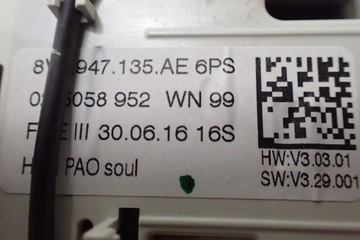 .947.135.AE 6PS
5058 952 WN 99
III 30.06.16 16S
PAO soul
HW:V3.03.01
SW:V3.29.001